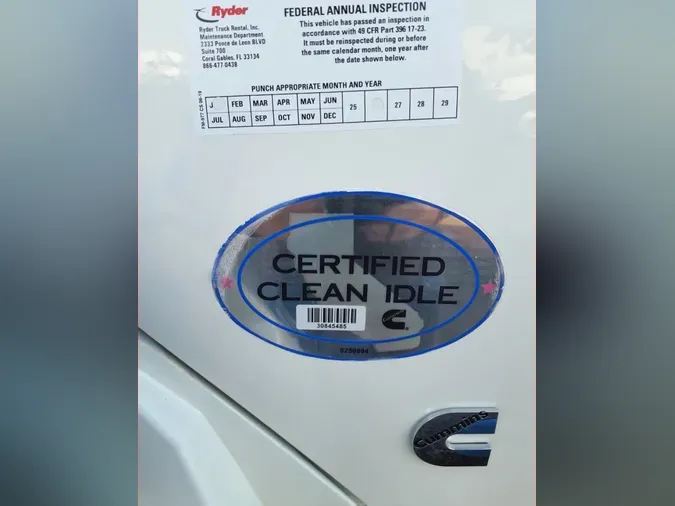 Ryder
Ryder Truck Rental, Inc.
Maintenance Department
2333 Ponce de Leon BLVD
Suite 700
Coral Gables, FL 33134
866-477-0438
FEDERAL ANNUAL INSPECTION
This vehicle has passed an inspection in
accordance with 49 CFR Part 396 17-23.
It must be reinspected during or before
the same calendar month, one year after
the date shown below.
PUNCH APPROPRIATE MONTH AND YEAR
J FEB MAR APR MAY JUN 25 27 28 29
JUL AUG SEP OCT NOV DEC
CERTIFIED
CLEAN IDLE
30845485
Cummins